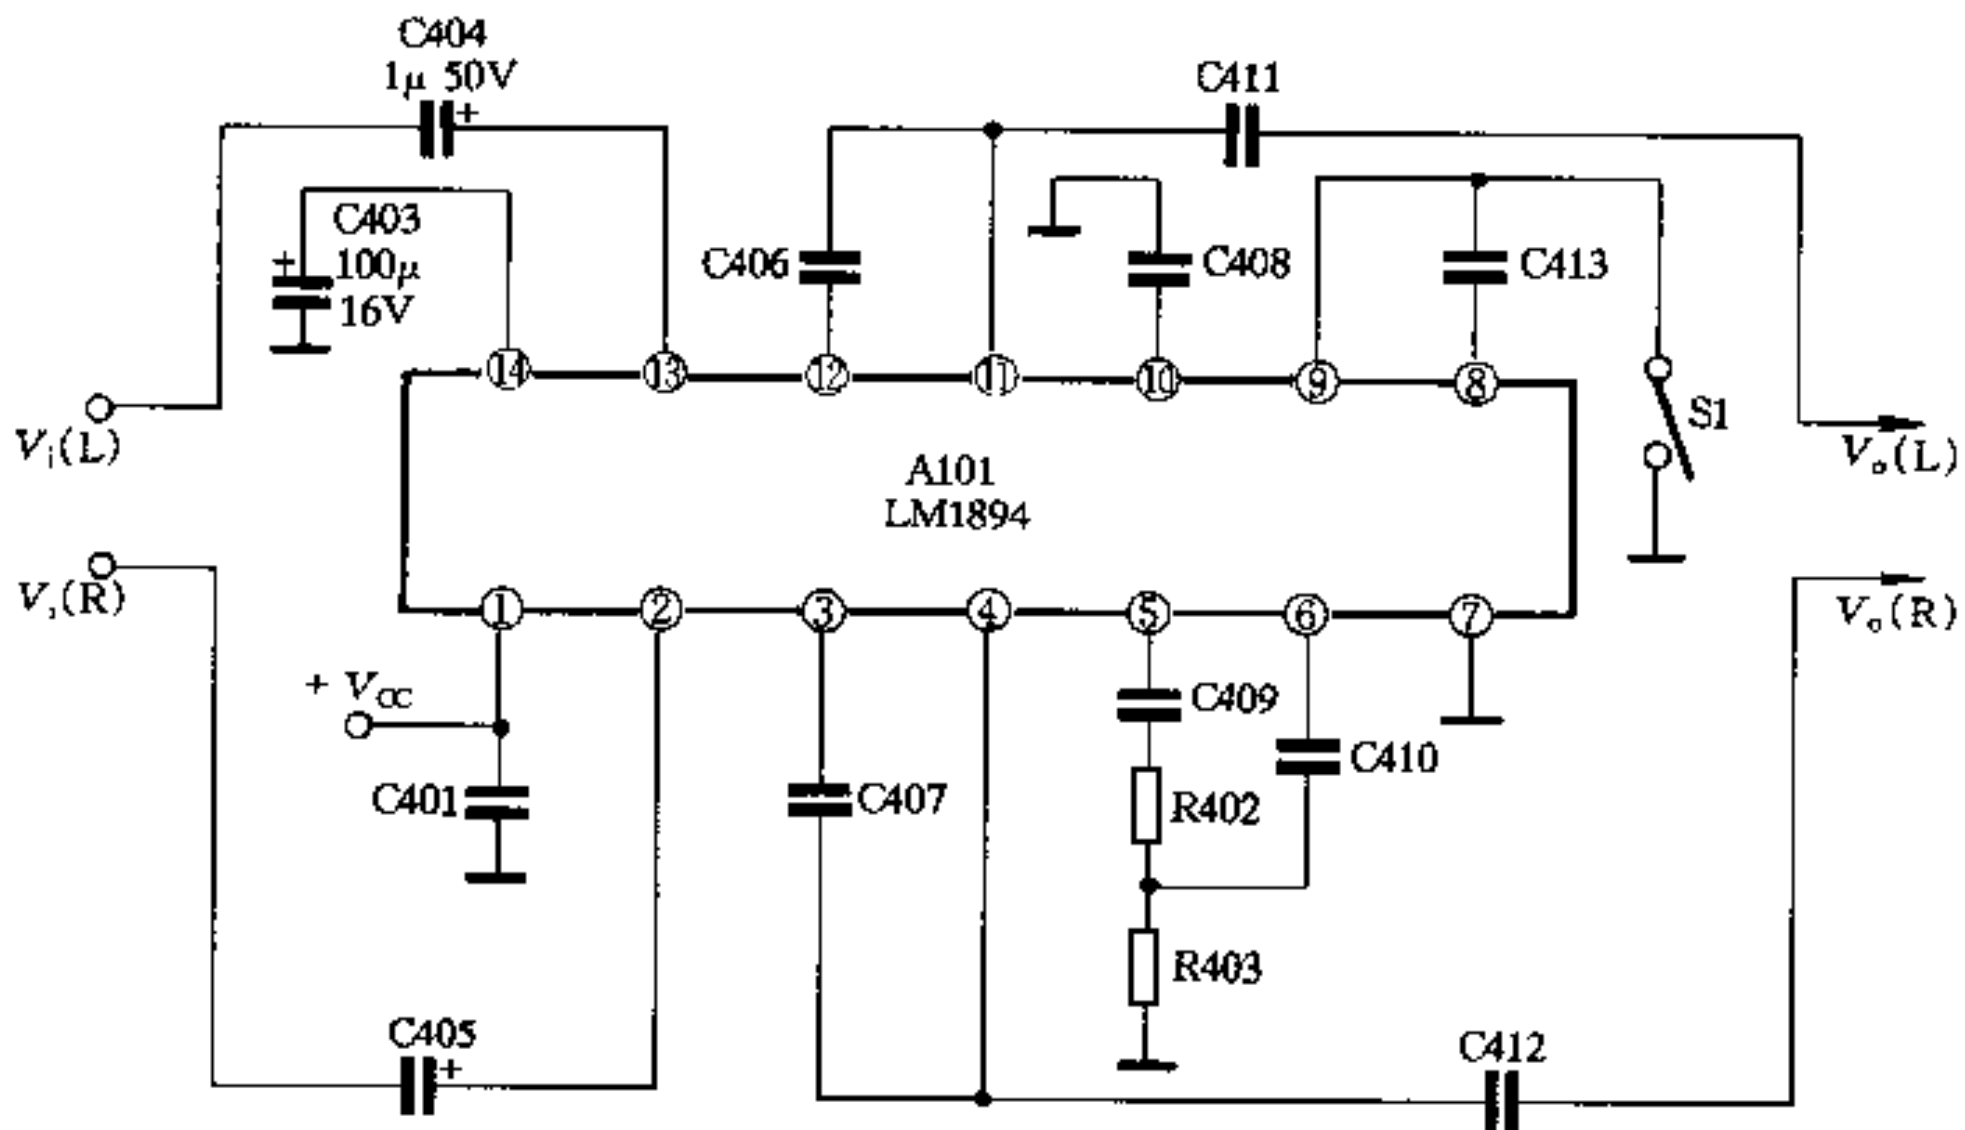 C404
1μ 50V
+
C411
C403
+
100μ
16V
C406
C408
C413
⑭
⑬
⑫
⑪
⑩
⑨
⑧
S1
Vi(L)
Vo(L)
A101
LM1894
Vi(R)
Vo(R)
①
②
③
④
⑤
⑥
⑦
+ VCC
C409
C410
C401
C407
R402
R403
C405
+
C412